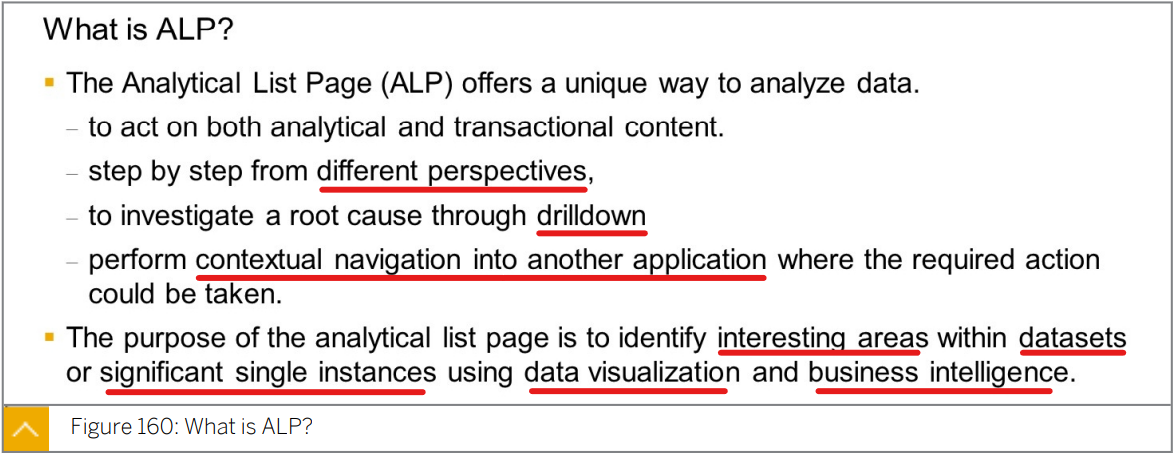 What is ALP?
▪ The Analytical List Page (ALP) offers a unique way to analyze data.
– to act on both analytical and transactional content.
– step by step from different perspectives,
– to investigate a root cause through drilldown
– perform contextual navigation into another application where the required action
could be taken.
▪ The purpose of the analytical list page is to identify interesting areas within datasets
or significant single instances using data visualization and business intelligence.
Figure 160: What is ALP?